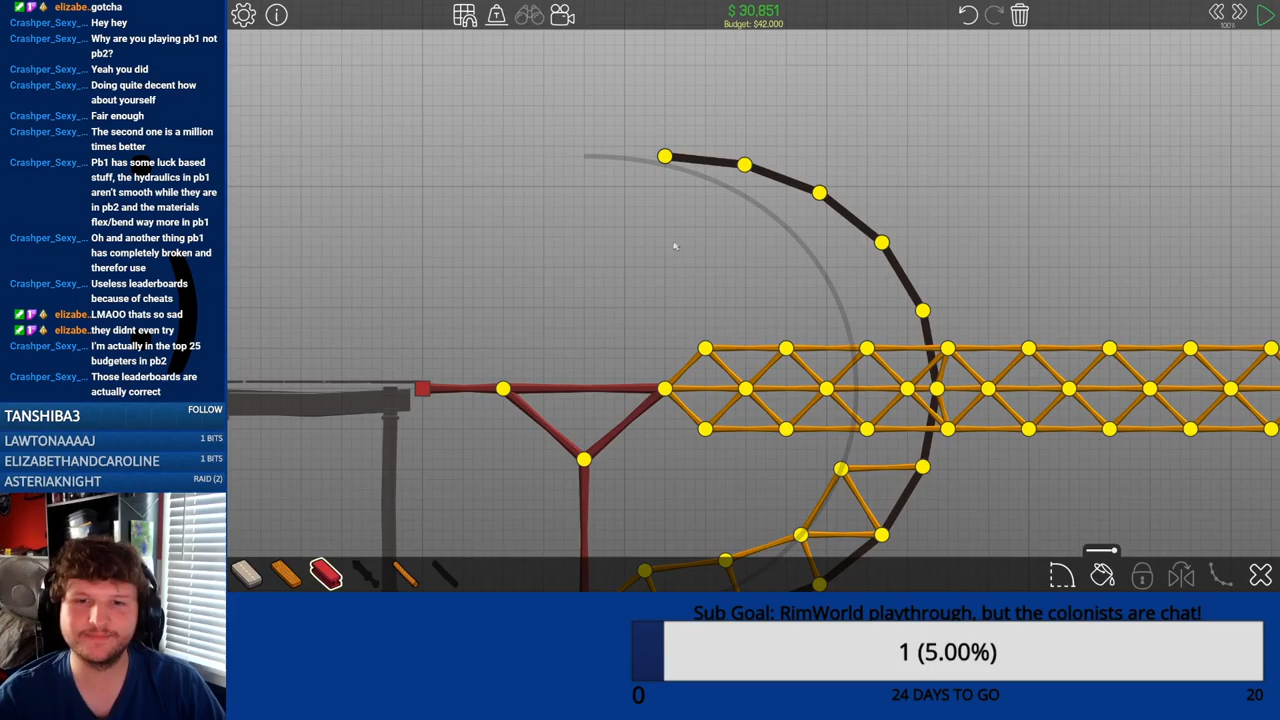 elizabe.. gotcha
Crashper_Sexy_... Hey hey
Crashper_Sexy_... Why are you playing pb1 not
pb2?
Crashper_Sexy_... Yeah you did
Crashper_Sexy_... Doing quite decent how
about yourself
Crashper_Sexy_... Fair enough
Crashper_Sexy_... The second one is a million
times better
Crashper_Sexy_... Pb1 has some luck based
stuff, the hydraulics in pb1
aren't smooth while they are
in pb2 and the materials
flex/bend way more in pb1
Crashper_Sexy_... Oh and another thing pb1
has completely broken and
therefor use
Crashper_Sexy_... Useless leaderboards
because of cheats
elizabe.. LMAOO thats so sad
elizabe.. they didnt even try
Crashper_Sexy_... I'm actually in the top 25
budgeters in pb2
Crashper_Sexy_... Those leaderboards are
actually correct
TANSHIBA3 FOLLOW
LAWTONAAAAJ 1 BITS
ELIZABETHANDCAROLINE 1 BITS
ASTERIAKNIGHT RAID (2)
$ 30,851
Budget: $42,000
100%
Sub Goal: RimWorld playthrough, but the colonists are chat!
1 (5.00%)
0 24 DAYS TO GO 20